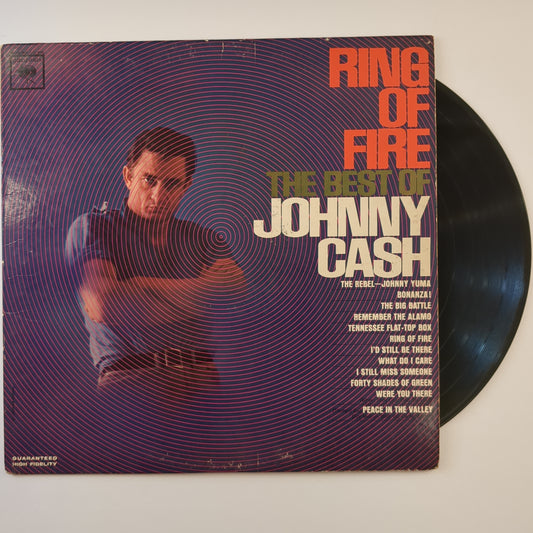 RING
OF
FIRE
THE BEST OF
JOHNNY
CASH
THE REBEL—JOHNNY YUMA
BONANZA!
THE BIG BATTLE
REMEMBER THE ALAMO
TENNESSEE FLAT-TOP BOX
RING OF FIRE
I'D STILL BE THERE
WHAT DO I CARE
I STILL MISS SOMEONE
FORTY SHADES OF GREEN
WERE YOU THERE
PEACE IN THE VALLEY
GUARANTEED
HIGH FIDELITY